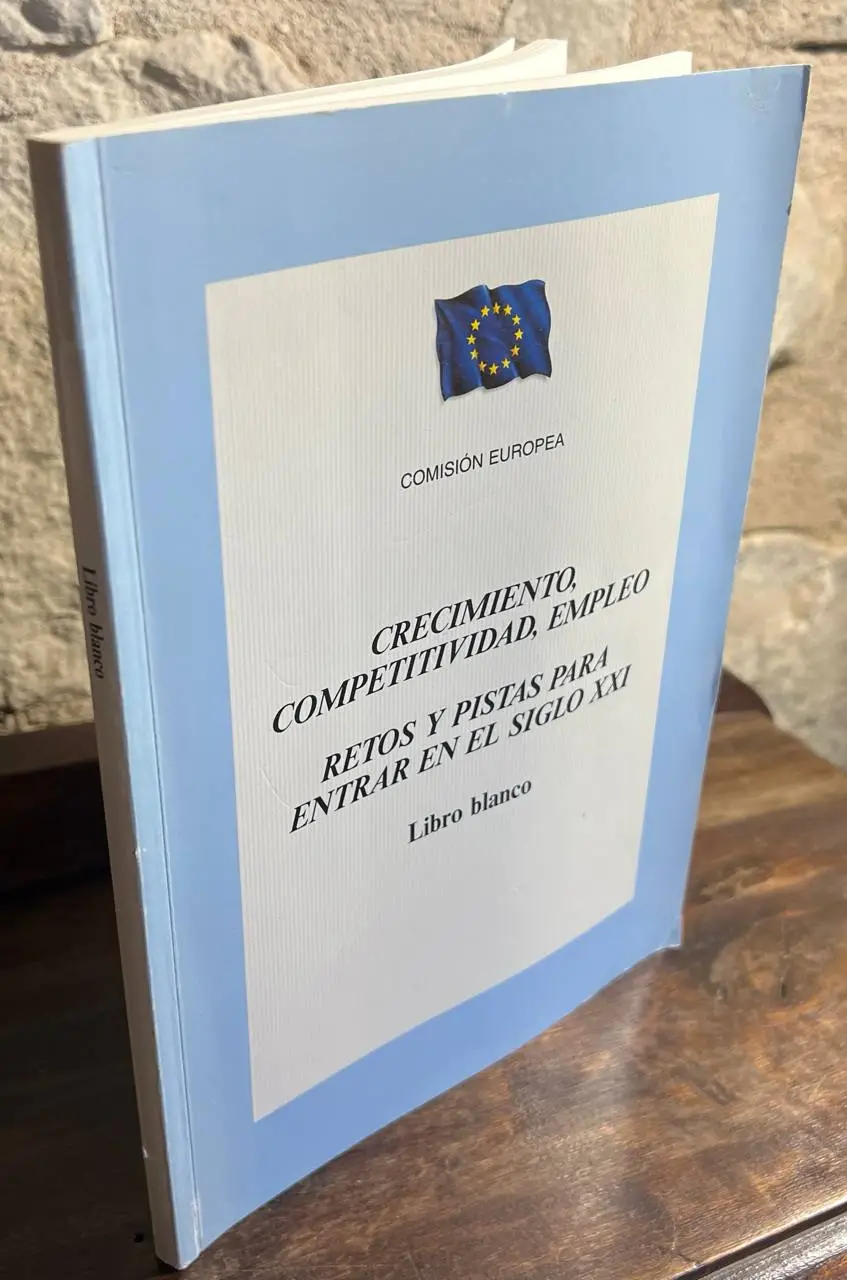 COMISIÓN EUROPEA
CRECIMIENTO,
COMPETITIVIDAD, EMPLEO
RETOS Y PISTAS PARA
ENTRAR EN EL SIGLO XXI
Libro blanco
Libro blanco